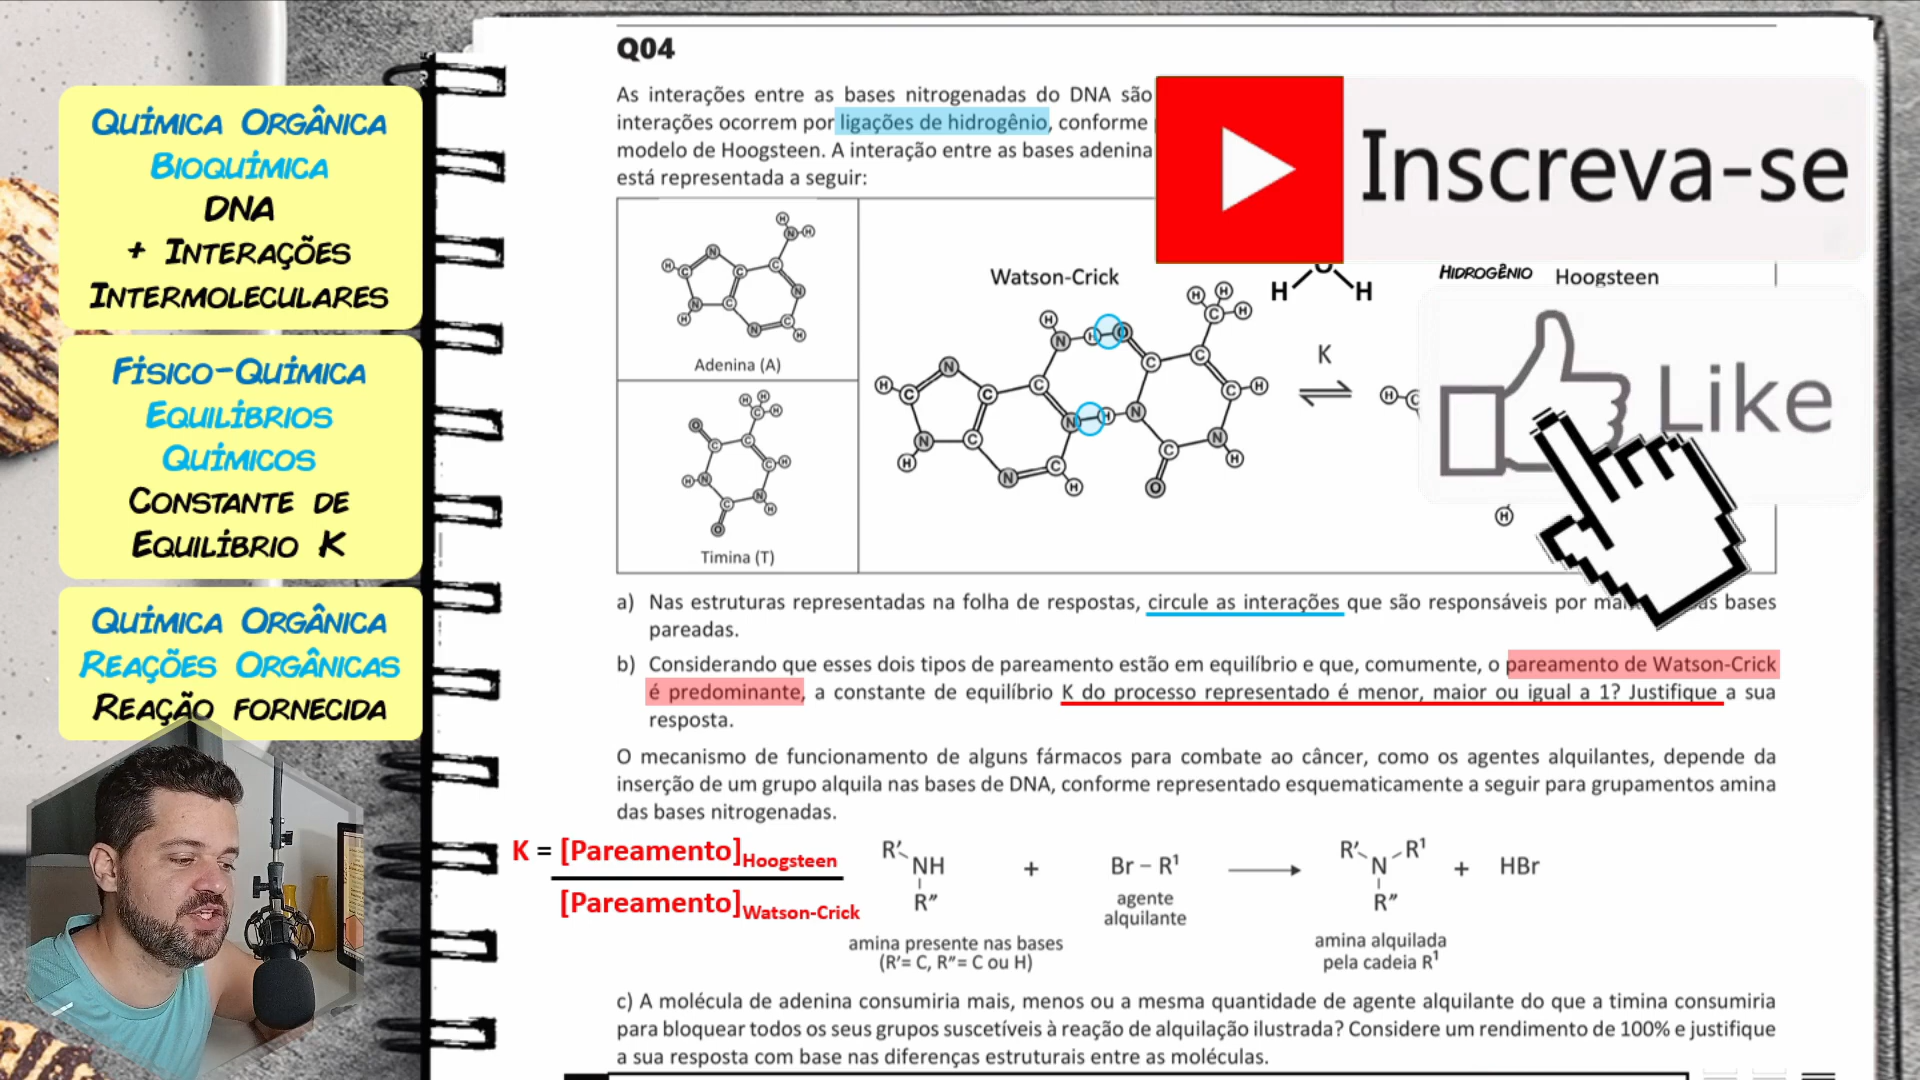 QUÍMICA ORGÂNICA
BIOQUÍMICA
DNA
+ INTERAÇÕES
INTERMOLECULARES
FÍSICO-QUÍMICA
EQUILÍBRIOS
QUÍMICOS
CONSTANTE DE
EQUILÍBRIO K
QUÍMICA ORGÂNICA
REAÇÕES ORGÂNICAS
REAÇÃO FORNECIDA
Q04
As interações entre as bases nitrogenadas do DNA são
interações ocorrem por ligações de hidrogênio, conforme
modelo de Hoogsteen. A interação entre as bases adenina
está representada a seguir:
Inscreva-se
Like
Adenina (A)
Timina (T)
Watson-Crick
H H
K
HIDROGÊNIO
Hoogsteen
a) Nas estruturas representadas na folha de respostas, circule as interações que são responsáveis por bases
pareadas.
b) Considerando que esses dois tipos de pareamento estão em equilíbrio e que, comumente, o pareamento de Watson-Crick
é predominante, a constante de equilíbrio K do processo representado é menor, maior ou igual a 1? Justifique a sua
resposta.
O mecanismo de funcionamento de alguns fármacos para combate ao câncer, como os agentes alquilantes, depende da
inserção de um grupo alquila nas bases de DNA, conforme representado esquematicamente a seguir para grupamentos amina
das bases nitrogenadas.
K = [Pareamento]Hoogsteen
[Pareamento]Watson-Crick
R' NH R″ + Br – R¹ R' N R¹ R″ + HBr
agente
alquilante
amina presente nas bases
(R'= C, R″= C ou H)
amina alquilada
pela cadeia R¹
c) A molécula de adenina consumiria mais, menos ou a mesma quantidade de agente alquilante do que a timina consumiria
para bloquear todos os seus grupos suscetíveis à reação de alquilação ilustrada? Considere um rendimento de 100% e justifique
a sua resposta com base nas diferenças estruturais entre as moléculas.